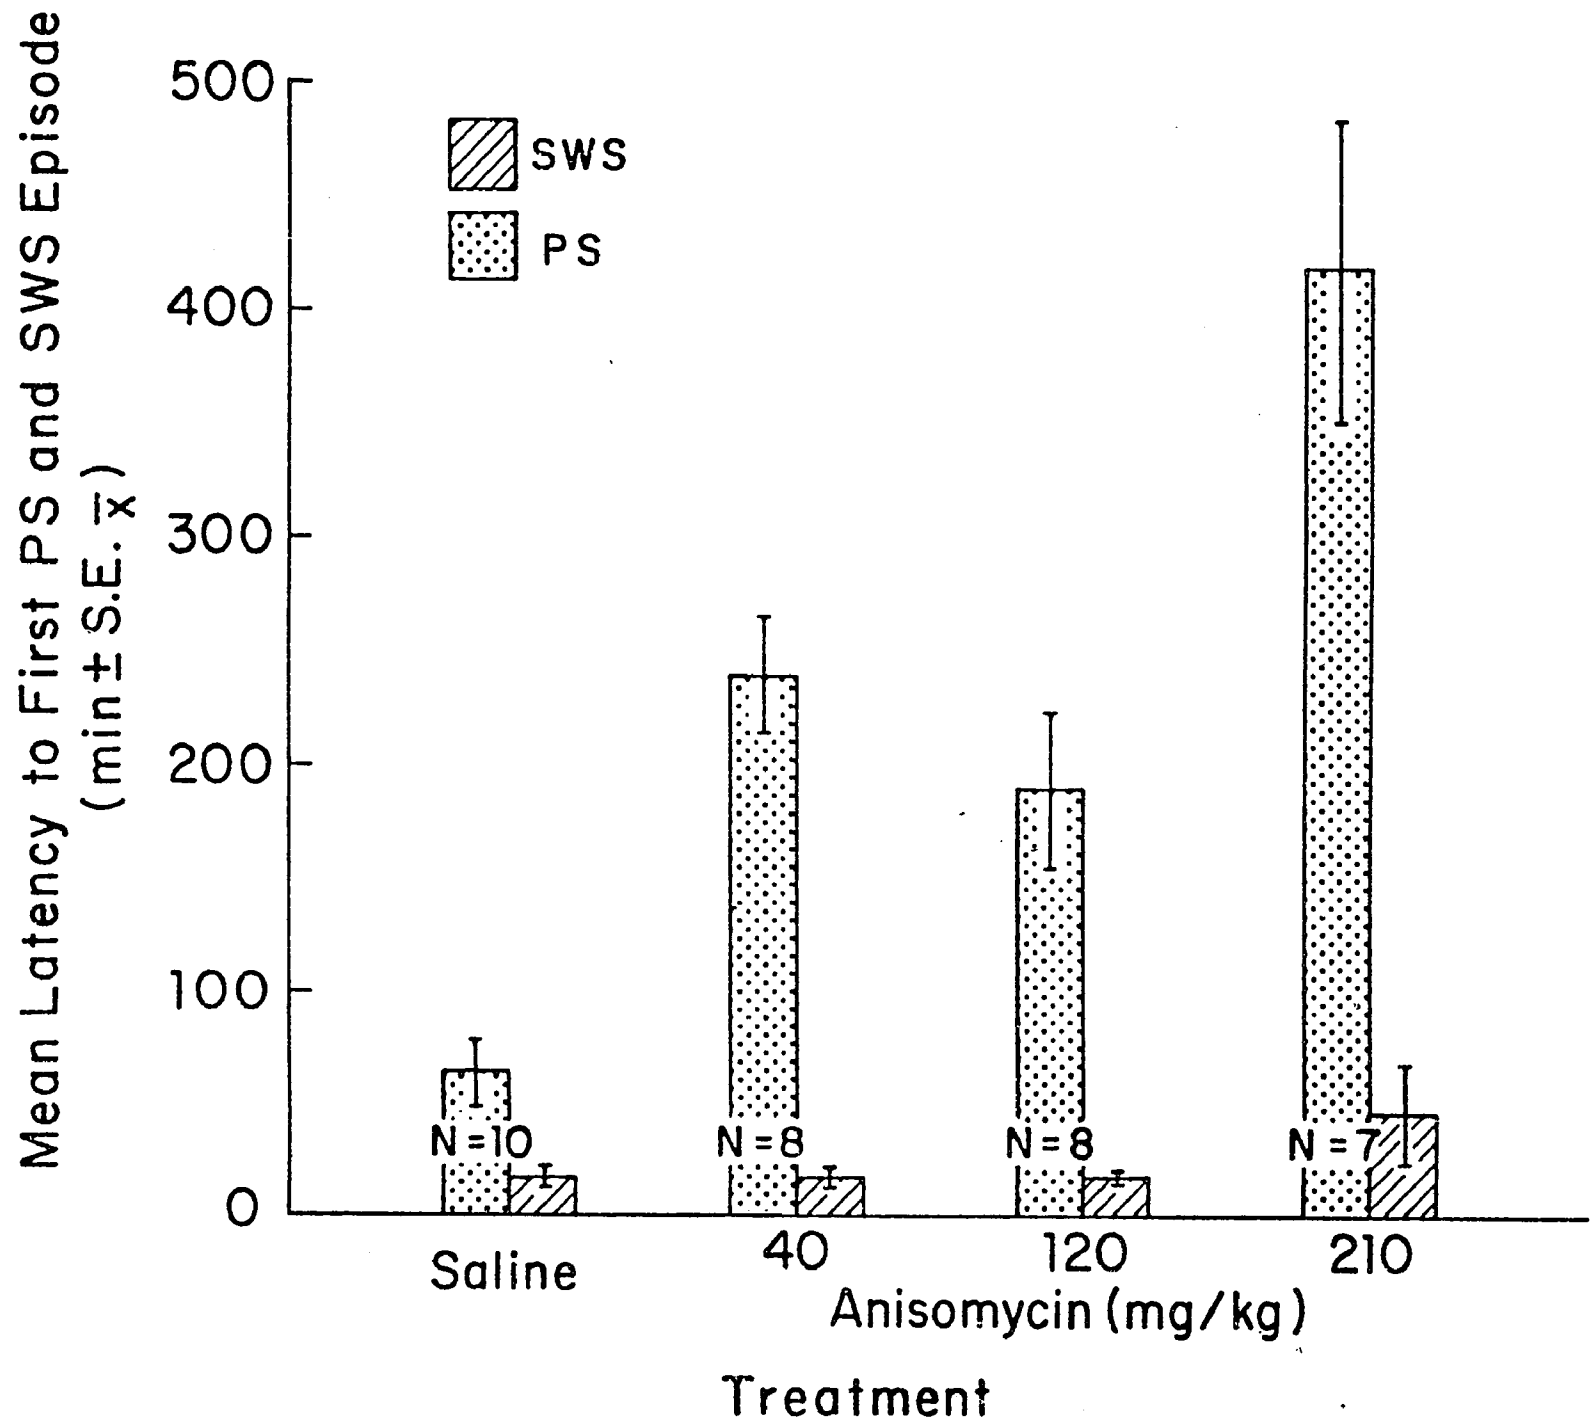 Mean Latency to First PS and SWS Episode
(min ± S.E. x̄)
500
400
300
200
100
0
SWS
PS
N=10
N=8
N=8
N=7
Saline
40
120
210
Anisomycin (mg/kg)
Treatment